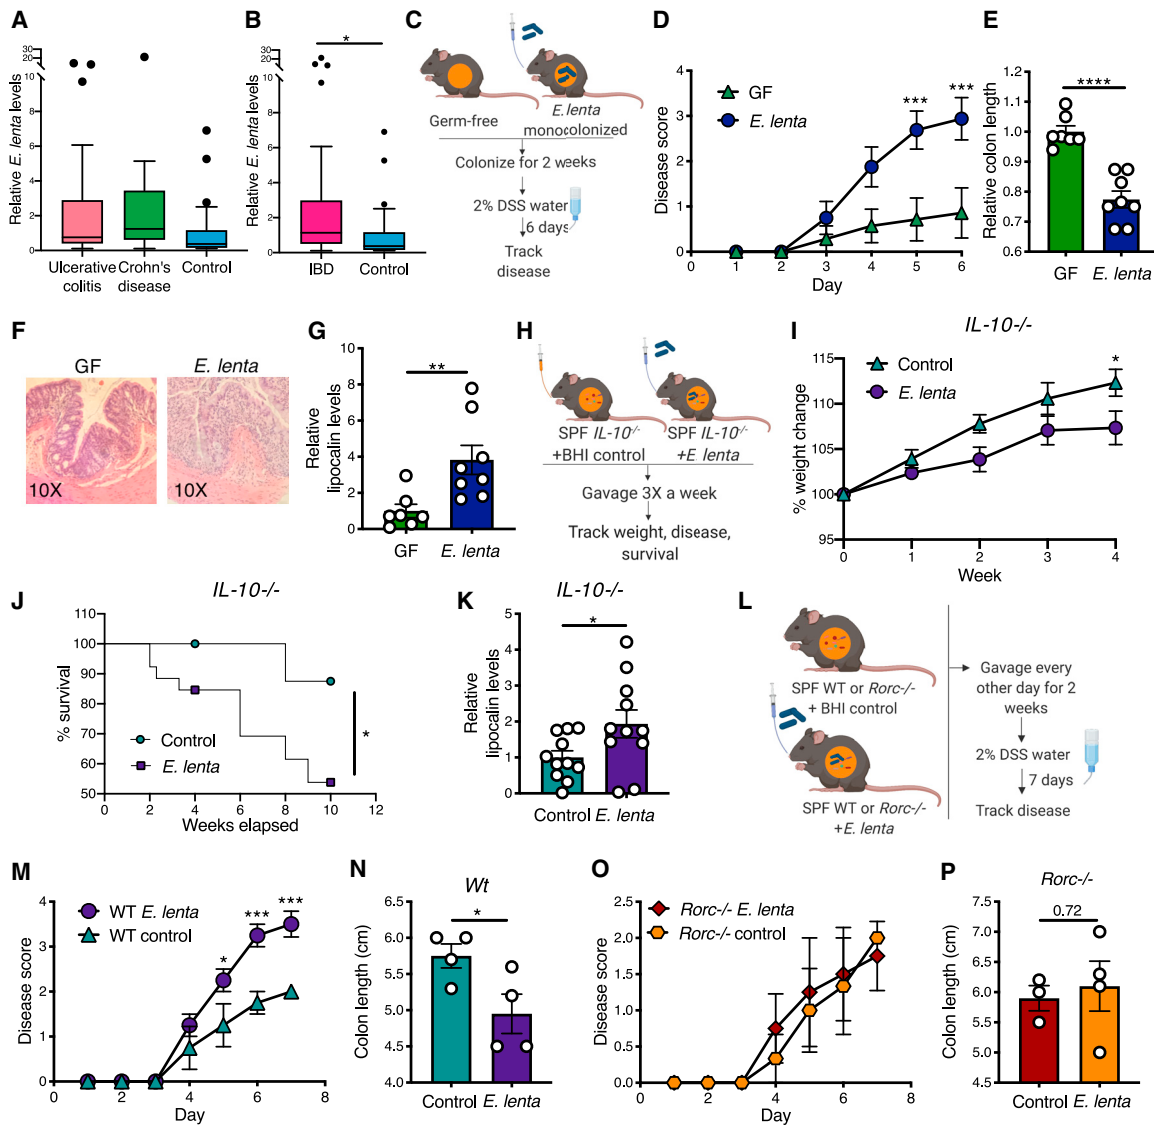 A
Relative E. lenta levels
30
20
10
8
6
4
2
0
Ulcerative
colitis
Crohn's
disease
Control
B
Relative E. lenta levels
30
20
10
8
6
4
2
0
*
IBD
Control
C
Germ-free
E. lenta
monocolonized
Colonize for 2 weeks
2% DSS water
6 days
Track
disease
D
Disease score
4
3
2
1
0
GF
E. lenta
***
***
0
1
2
3
4
5
6
Day
E
Relative colon length
1.2
1.0
0.9
0.8
0.7
0.6
****
GF
E. lenta
F
GF
E. lenta
10X
10X
G
Relative
lipocalin levels
10
8
6
4
2
0
**
GF
E. lenta
H
SPF IL-10-/-
+BHI control
SPF IL-10-/-
+E. lenta
Gavage 3X a week
Track weight, disease,
survival
I
IL-10-/-
% weight change
115
110
105
100
95
Control
E. lenta
*
0
1
2
3
4
Week
J
IL-10-/-
% survival
110
100
90
80
70
60
50
Control
E. lenta
*
0
2
4
6
8
10
12
Weeks elapsed
K
IL-10-/-
Relative
lipocalin levels
5
4
3
2
1
0
*
Control
E. lenta
L
SPF WT or Rorc-/-
+ BHI control
SPF WT or Rorc-/-
+E. lenta
Gavage every
other day for 2
weeks
2% DSS water
7 days
Track disease
M
Disease score
4
3
2
1
0
WT E. lenta
WT control
*
***
***
0
2
4
6
8
Day
N
Wt
Colon length (cm)
6.5
6.0
5.5
5.0
4.5
4.0
*
Control
E. lenta
O
Disease score
2.5
2.0
1.5
1.0
0.5
0.0
Rorc-/- E. lenta
Rorc-/- control
0
2
4
6
8
Day
P
Rorc-/-
Colon length (cm)
7.5
7.0
6.5
6.0
5.5
5.0
4.5
0.72
Control
E. lenta